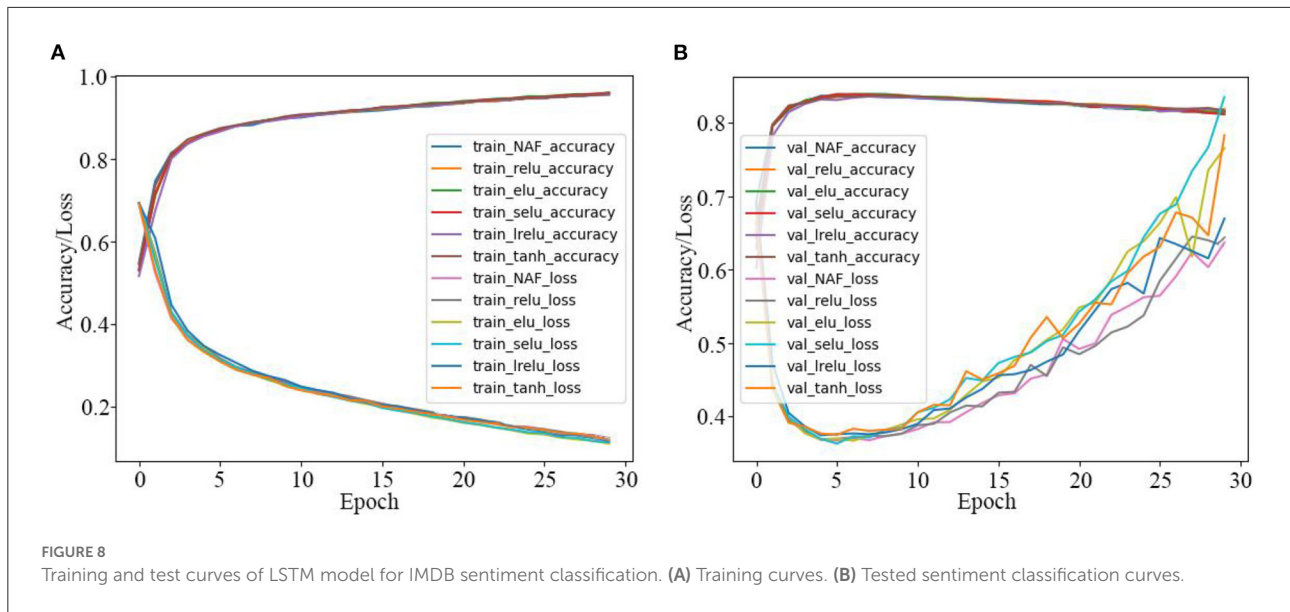 A
1.0
0.8
0.6
0.4
0.2
Accuracy/Loss
train_NAF_accuracy
train_relu_accuracy
train_elu_accuracy
train_selu_accuracy
train_lrelu_accuracy
train_tanh_accuracy
train_NAF_loss
train_relu_loss
train_elu_loss
train_selu_loss
train_lrelu_loss
train_tanh_loss
0 5 10 15 20 25 30
Epoch
B
0.8
0.7
0.6
0.5
0.4
Accuracy/Loss
val_NAF_accuracy
val_relu_accuracy
val_elu_accuracy
val_selu_accuracy
val_lrelu_accuracy
val_tanh_accuracy
val_NAF_loss
val_relu_loss
val_elu_loss
val_selu_loss
val_lrelu_loss
val_tanh_loss
0 5 10 15 20 25 30
Epoch
FIGURE 8
Training and test curves of LSTM model for IMDB sentiment classification. (A) Training curves. (B) Tested sentiment classification curves.